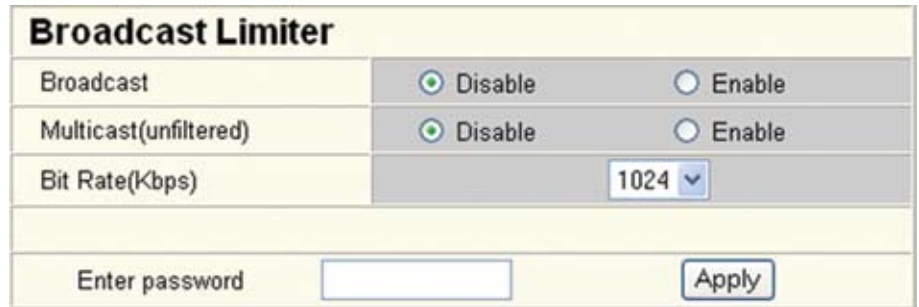 Broadcast Limiter
Broadcast Disable Enable
Multicast(unfiltered) Disable Enable
Bit Rate(Kbps) 1024
Enter password Apply